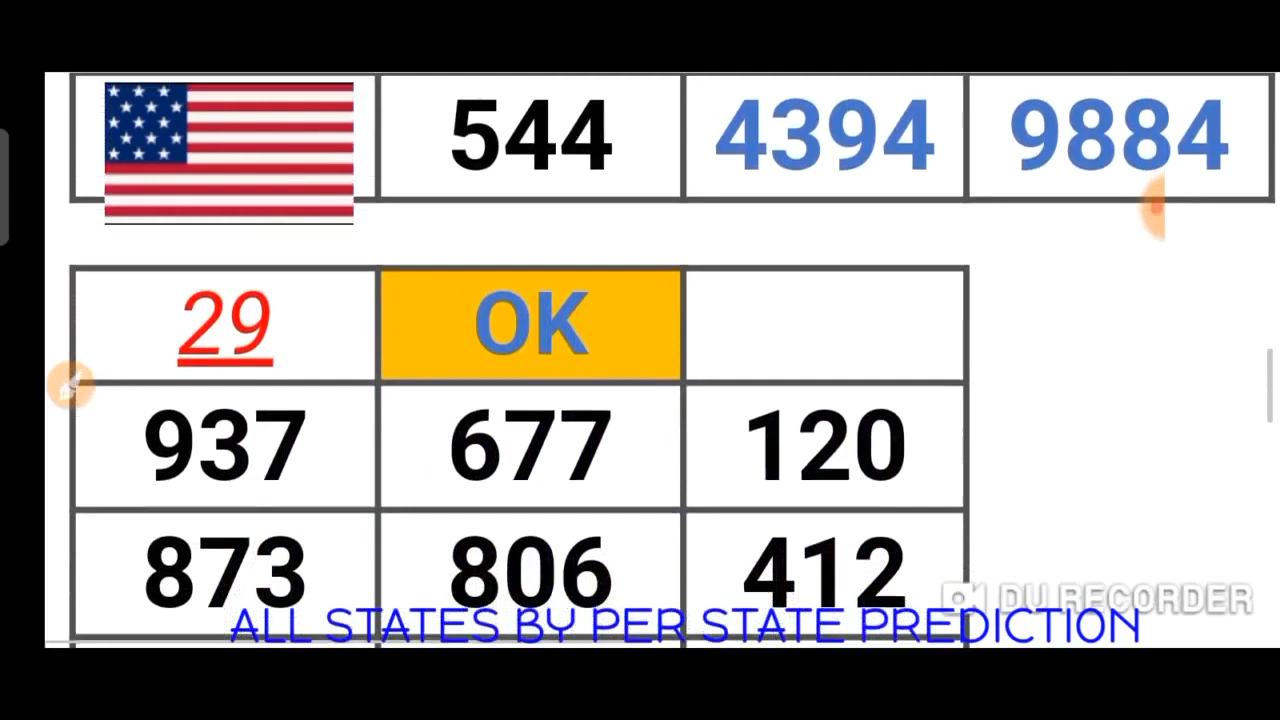 544 4394 9884
29 OK
937 677 120
873 806 412
DU RECORDER
ALL STATES BY PER STATE PREDICTION